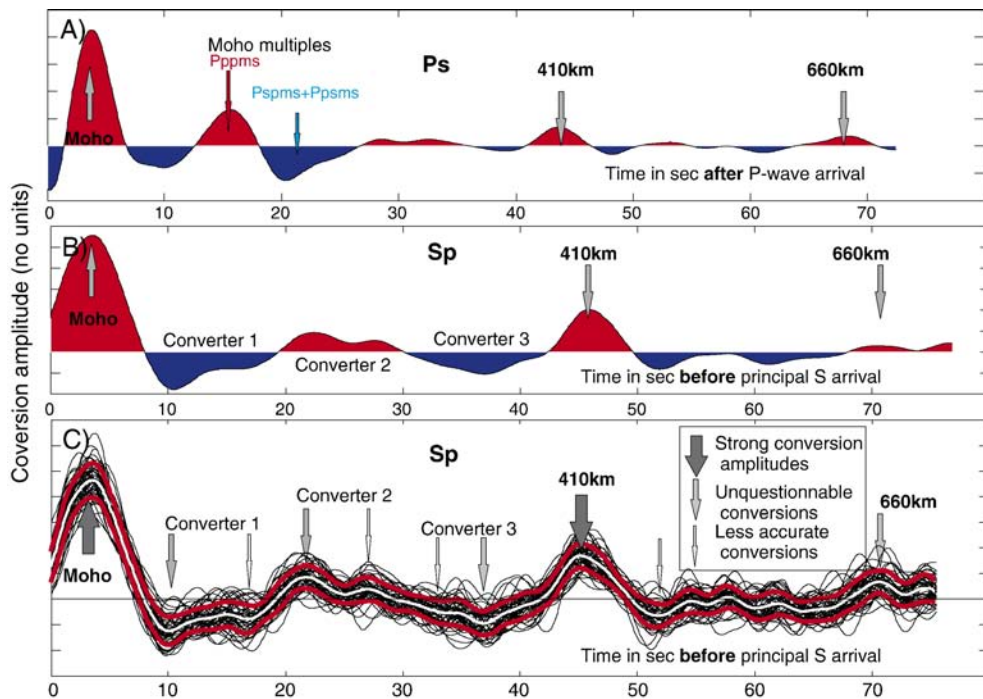 Coversion amplitude (no units)
A)
Moho multiples
Pppms
Ps
Pspms+Ppsms
410km
660km
Moho
Time in sec after P-wave arrival
0 10 20 30 40 50 60 70
B)
Sp
410km
660km
Moho
Converter 1
Converter 2
Converter 3
Time in sec before principal S arrival
0 10 20 30 40 50 60 70
C)
Sp
Strong conversion
amplitudes
Unquestionnable
conversions
Less accurate
conversions
410km
660km
Converter 1
Converter 2
Converter 3
Moho
Time in sec before principal S arrival
0 10 20 30 40 50 60 70